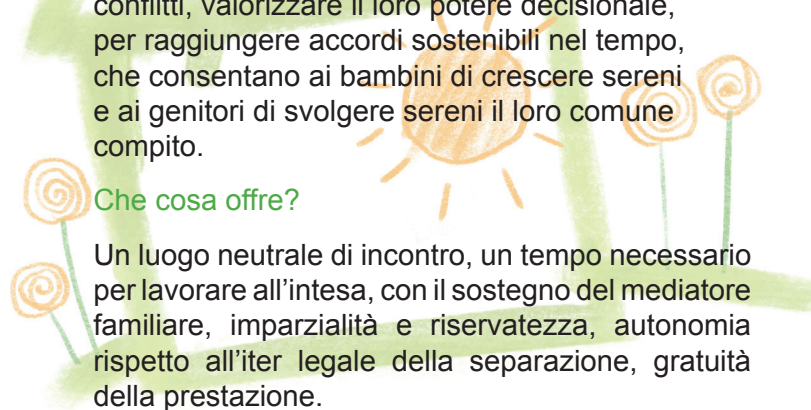 conflitti, valorizzare il loro potere decisionale,
per raggiungere accordi sostenibili nel tempo,
che consentano ai bambini di crescere sereni
e ai genitori di svolgere sereni il loro comune
compito.
Che cosa offre?
Un luogo neutrale di incontro, un tempo necessario
per lavorare all’intesa, con il sostegno del mediatore
familiare, imparzialità e riservatezza, autonomia
rispetto all’iter legale della separazione, gratuità
della prestazione.